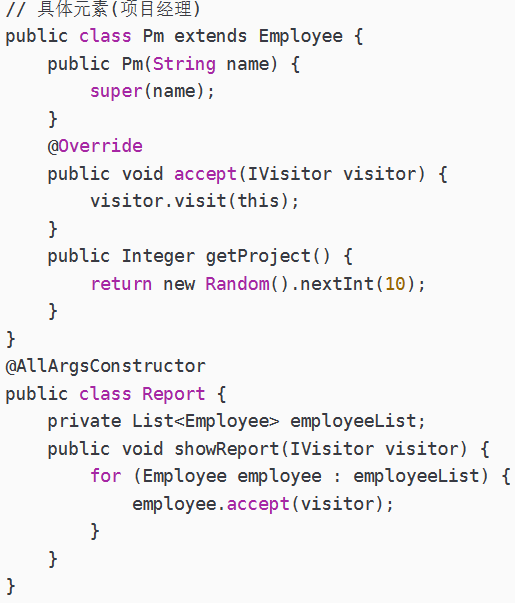 // 具体元素(项目经理)
public class Pm extends Employee {
    public Pm(String name) {
        super(name);
    }
    @Override
    public void accept(IVisitor visitor) {
        visitor.visit(this);
    }
    public Integer getProject() {
        return new Random().nextInt(10);
    }
}
@AllArgsConstructor
public class Report {
    private List<Employee> employeeList;
    public void showReport(IVisitor visitor) {
        for (Employee employee : employeeList) {
            employee.accept(visitor);
        }
    }
}